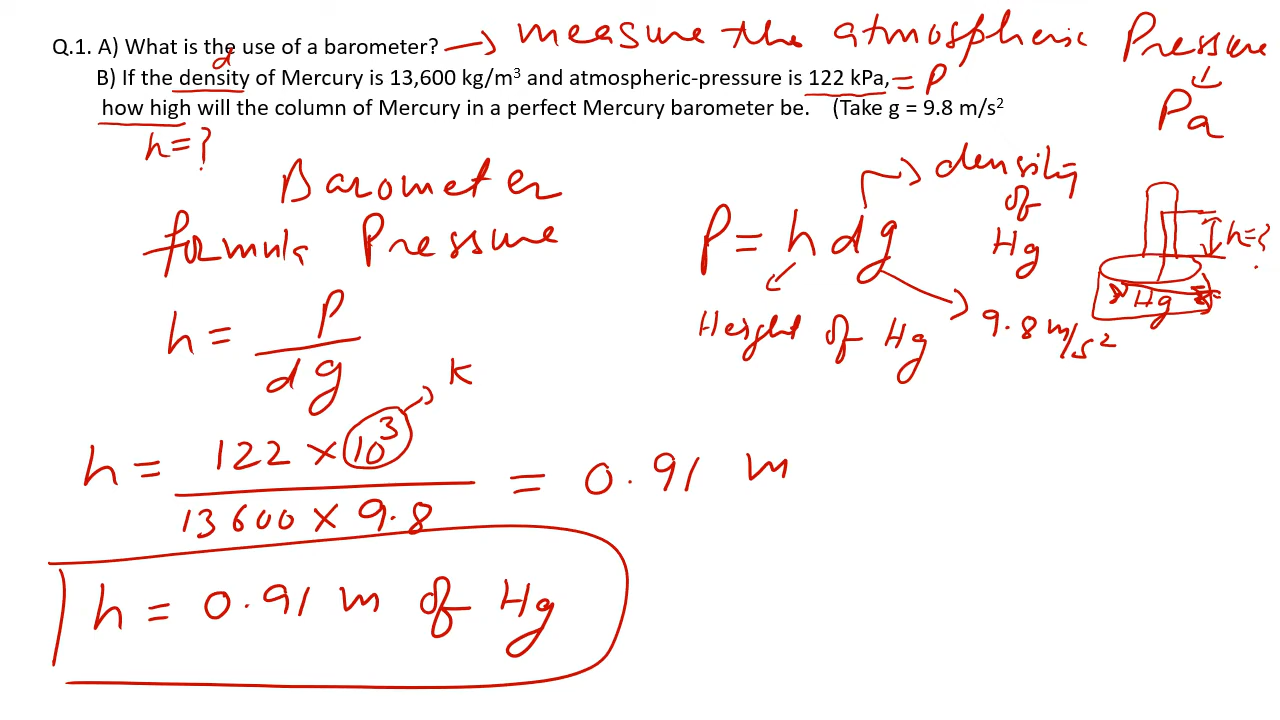 Q.1. A) What is the use of a barometer? → measure the atmospheric Pressure
d
B) If the density of Mercury is 13,600 kg/m³ and atmospheric-pressure is 122 kPa, = P
how high will the column of Mercury in a perfect Mercury barometer be. (Take g = 9.8 m/s²
Pa
h = ?
Barometer
formula Pressure
P = h d g
density
of
Hg
Height of Hg
9.8 m/s²
h = ?
Hg
h = P / d g
K
h = 122 × 10³ / 13600 × 9.8 = 0.91 m
h = 0.91 m of Hg